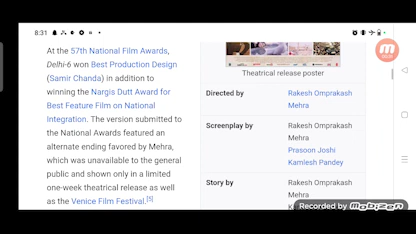 8:31
At the 57th National Film Awards,
Delhi-6 won Best Production Design
(Samir Chanda) in addition to
winning the Nargis Dutt Award for
Best Feature Film on National
Integration. The version submitted to
the National Awards featured an
alternate ending favored by Mehra,
which was unavailable to the general
public and shown only in a limited
one-week theatrical release as well
as the Venice Film Festival.[5]
Theatrical release poster
Directed by Rakesh Omprakash
Mehra
Screenplay by Rakesh Omprakash
Mehra
Prasoon Joshi
Kamlesh Pandey
Story by Rakesh Omprakash
Mehra
Recorded by Mobizen